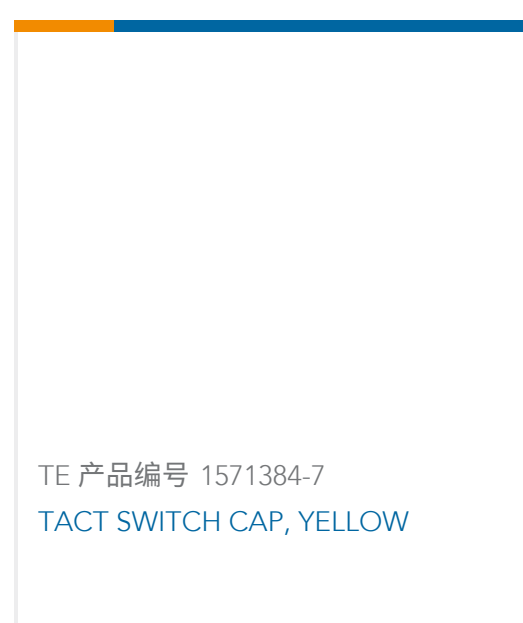 TE 产品编号 1571384-7
TACT SWITCH CAP, YELLOW